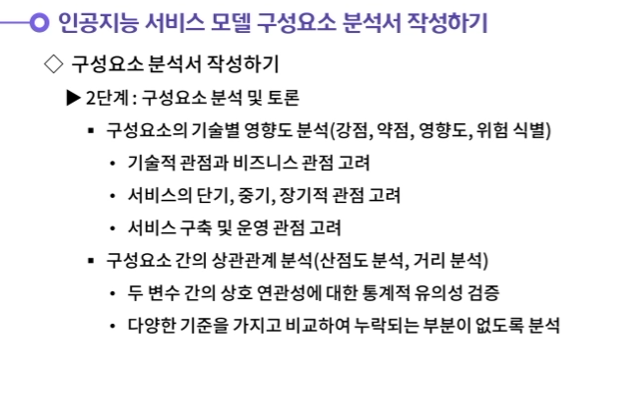 인공지능 서비스 모델 구성요소 분석서 작성하기
◇ 구성요소 분석서 작성하기
▶ 2단계 : 구성요소 분석 및 토론
▪ 구성요소의 기술별 영향도 분석(강점, 약점, 영향도, 위험 식별)
• 기술적 관점과 비즈니스 관점 고려
• 서비스의 단기, 중기, 장기적 관점 고려
• 서비스 구축 및 운영 관점 고려
▪ 구성요소 간의 상관관계 분석(산점도 분석, 거리 분석)
• 두 변수 간의 상호 연관성에 대한 통계적 유의성 검증
• 다양한 기준을 가지고 비교하여 누락되는 부분이 없도록 분석